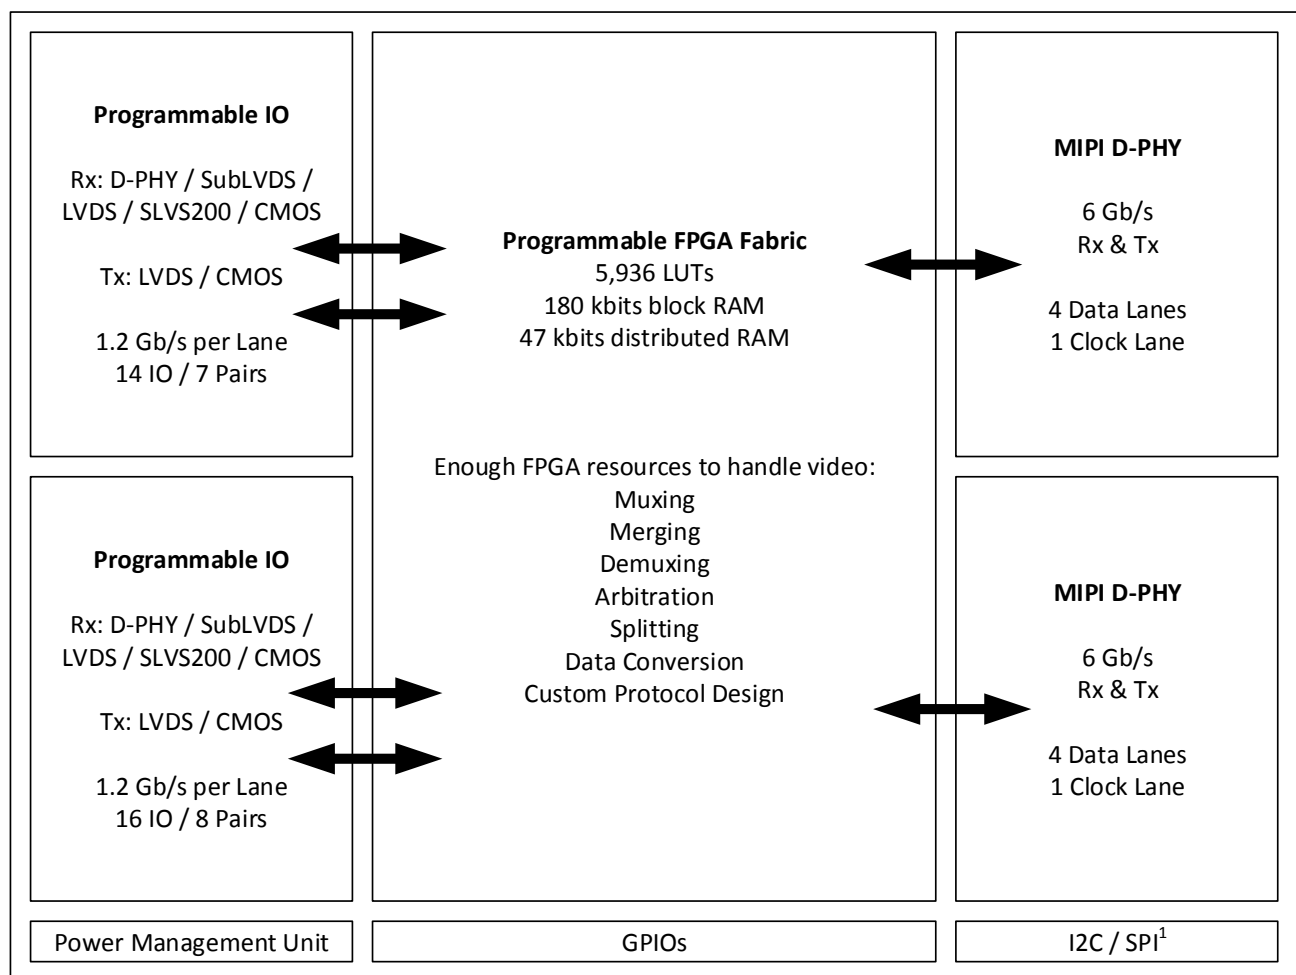 Programmable IO
Rx: D-PHY / SubLVDS /
LVDS / SLVS200 / CMOS
Tx: LVDS / CMOS
1.2 Gb/s per Lane
14 IO / 7 Pairs
Programmable FPGA Fabric
5,936 LUTs
180 kbits block RAM
47 kbits distributed RAM
Enough FPGA resources to handle video:
Muxing
Merging
Demuxing
Arbitration
Splitting
Data Conversion
Custom Protocol Design
MIPI D-PHY
6 Gb/s
Rx & Tx
4 Data Lanes
1 Clock Lane
Programmable IO
Rx: D-PHY / SubLVDS /
LVDS / SLVS200 / CMOS
Tx: LVDS / CMOS
1.2 Gb/s per Lane
16 IO / 8 Pairs
MIPI D-PHY
6 Gb/s
Rx & Tx
4 Data Lanes
1 Clock Lane
Power Management Unit
GPIOs
I2C / SPI¹